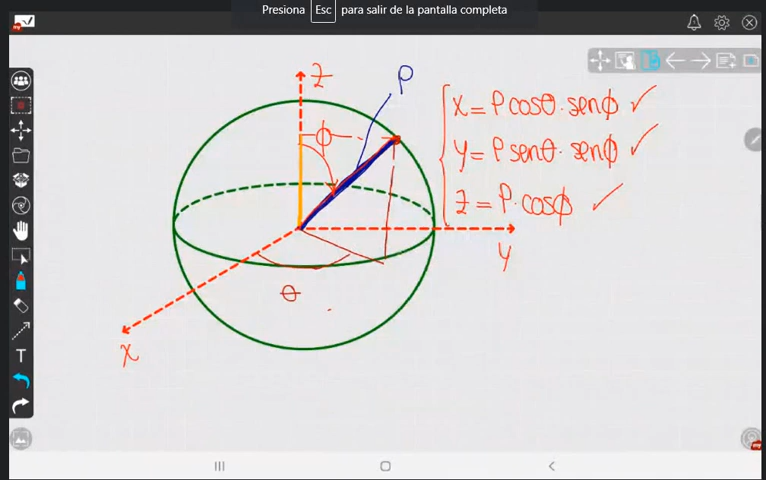 Presiona Esc para salir de la pantalla completa
Z
ρ
ϕ
x = ρ cosθ · senϕ ✓
y = ρ senθ · senϕ ✓
z = ρ · cosϕ ✓
y
θ
x
T